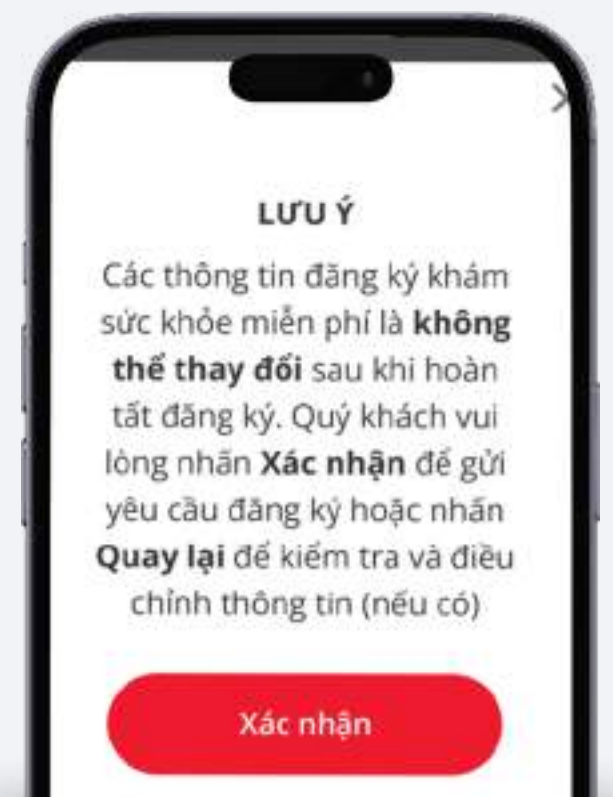 LƯU Ý
Các thông tin đăng ký khám
sức khỏe miễn phí là không
thể thay đổi sau khi hoàn
tất đăng ký. Quý khách vui
lòng nhấn Xác nhận để gửi
yêu cầu đăng ký hoặc nhấn
Quay lại để kiểm tra và điều
chỉnh thông tin (nếu có)
Xác nhận